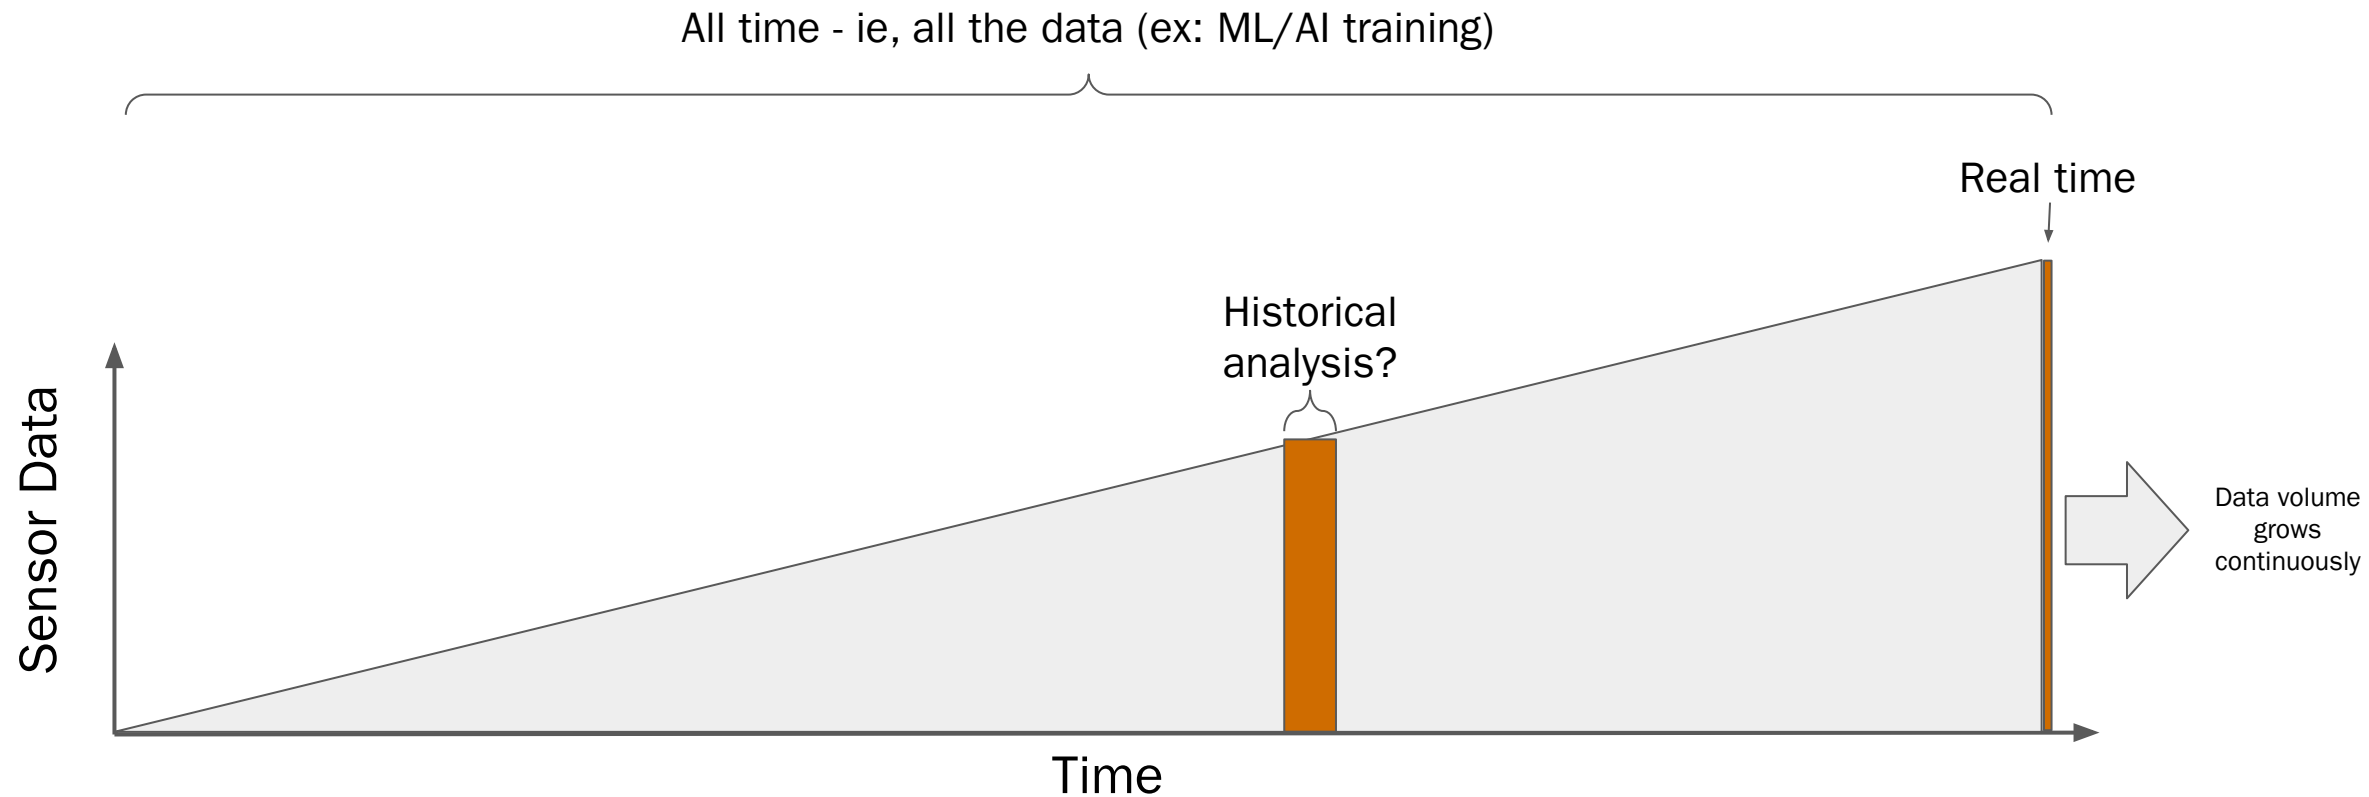 All time - ie, all the data (ex: ML/AI training)
Real time
Historical
analysis?
Sensor Data
Data volume
grows
continuously
Time